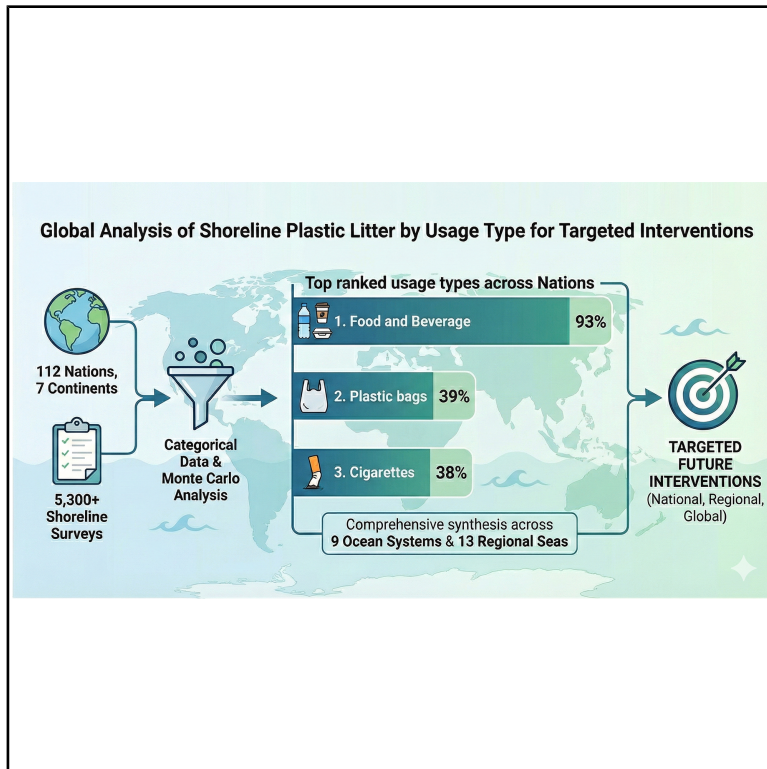 Global Analysis of Shoreline Plastic Litter by Usage Type for Targeted Interventions
112 Nations,
7 Continents
5,300+
Shoreline
Surveys
Categorical
Data &
Monte Carlo
Analysis
Top ranked usage types across Nations
1. Food and Beverage 93%
2. Plastic bags 39%
3. Cigarettes 38%
Comprehensive synthesis across
9 Ocean Systems & 13 Regional Seas
TARGETED
FUTURE
INTERVENTIONS
(National, Regional,
Global)